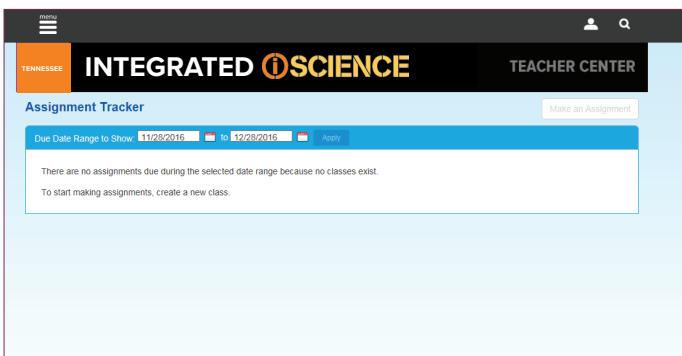 menu
TENNESSEE
INTEGRATED iSCIENCE
TEACHER CENTER
Assignment Tracker
Make an Assignment
Due Date Range to Show: 11/28/2016 to 12/28/2016 Apply
There are no assignments due during the selected date range because no classes exist.
To start making assignments, create a new class.